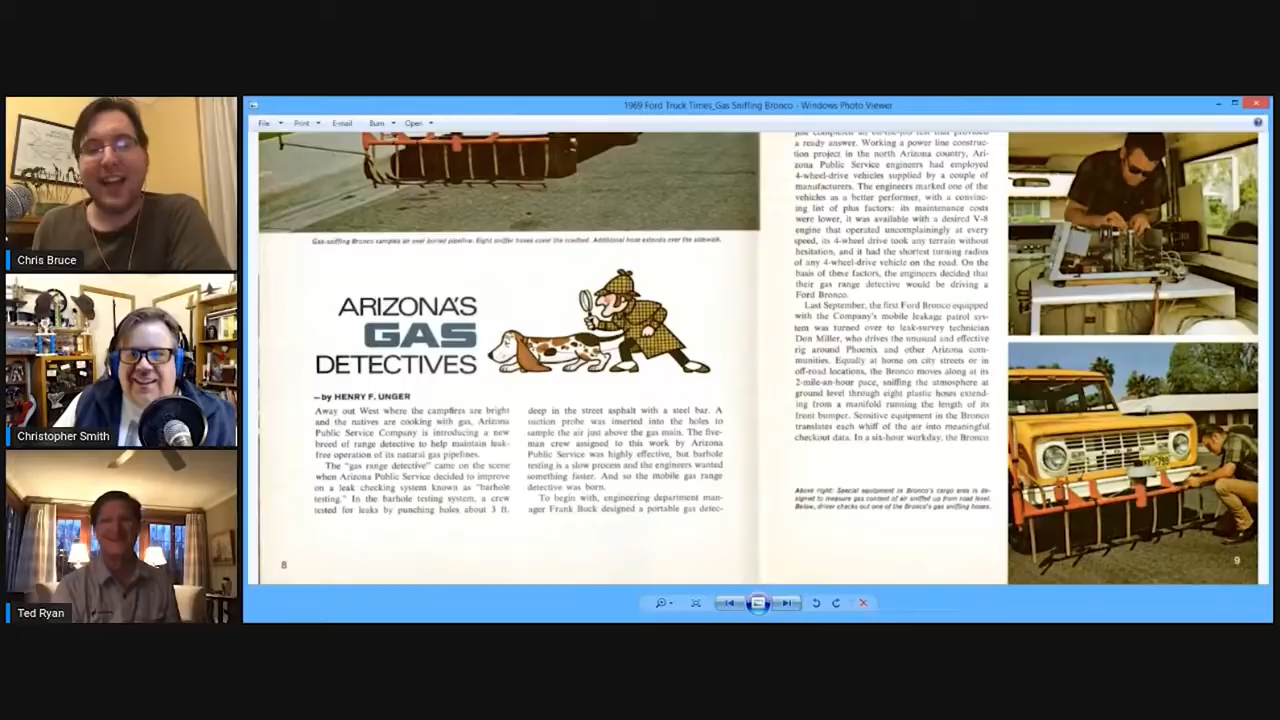 Chris Bruce
Christopher Smith
Ted Ryan
1969 Ford Truck Times_Gas Sniffing Bronco - Windows Photo Viewer
File Print E-mail Burn Open
Gas-sniffing Bronco samples air over buried pipeline. Eight sniffer hoses cover the roadbed. Additional hose extends over the sidewalk.
ARIZONA'S
GAS
DETECTIVES
—by HENRY F. UNGER
Away out West where the campfires are bright
and the natives are cooking with gas, Arizona
Public Service Company is introducing a new
breed of range detective to help maintain leak-
free operation of its natural gas pipelines.
The "gas range detective" came on the scene
when Arizona Public Service decided to improve
on a leak checking system known as "barhole
testing." In the barhole testing system, a crew
tested for leaks by punching holes about 3 ft.
8
deep in the street asphalt with a steel bar. A
suction probe was inserted into the holes to
sample the air just above the gas main. The five-
man crew assigned to this work by Arizona
Public Service was highly effective, but barhole
testing is a slow process and the engineers wanted
something faster. And so the mobile gas range
detective was born.
To begin with, engineering department man-
ager Frank Buck designed a portable gas detec-
just completed an on-the-job test that provided
a ready answer. Working a power line construc-
tion project in the north Arizona country, Ari-
zona Public Service engineers had employed
4-wheel-drive vehicles supplied by a couple of
manufacturers. The engineers marked one of the
vehicles as a better performer, with a convinc-
ing list of plus factors: its maintenance costs
were lower, it was available with a desired V-8
engine that operated uncomplainingly at every
speed, its 4-wheel drive took any terrain without
hesitation, and it had the shortest turning radius
of any 4-wheel-drive vehicle on the road. On the
basis of these factors, the engineers decided that
their gas range detective would be driving a
Ford Bronco.
Last September, the first Ford Bronco equipped
with the Company's mobile leakage patrol sys-
tem was turned over to leak-survey technician
Don Miller, who drives the unusual and effective
rig around Phoenix and other Arizona com-
munities. Equally at home on city streets or in
off-road locations, the Bronco moves along at its
2-mile-an-hour pace, sniffing the atmosphere at
ground level through eight plastic hoses extend-
ing from a manifold running the length of its
front bumper. Sensitive equipment in the Bronco
translates each whiff of the air into meaningful
checkout data. In a six-hour workday, the Bronco
Above right: Special equipment in Bronco's cargo area is de-
signed to measure gas content of air sniffed up from road level.
Below, driver checks out one of the Bronco's gas sniffing hoses.
9